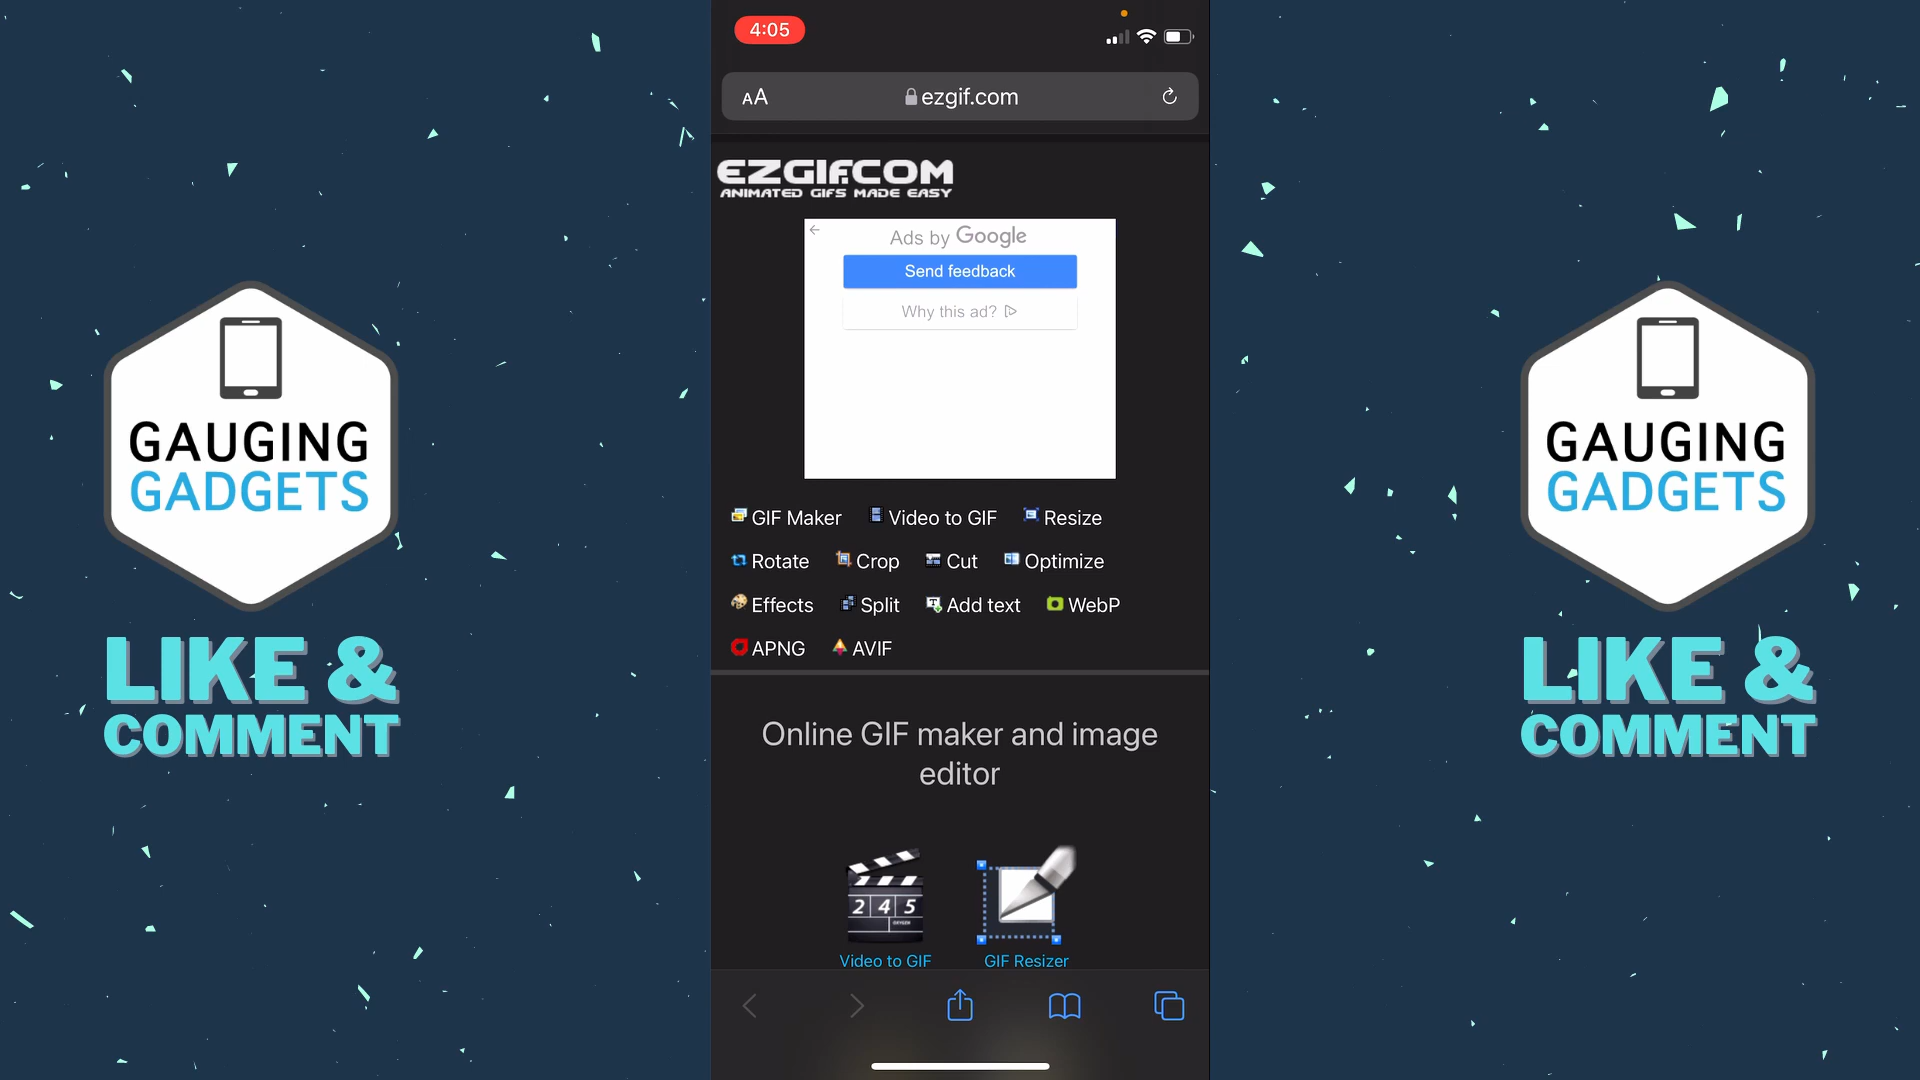 4:05
AA
ezgif.com
EZGIF.COM
ANIMATED GIFS MADE EASY
Ads by Google
Send feedback
Why this ad?
GIF Maker Video to GIF Resize
Rotate Crop Cut Optimize
Effects Split Add text WebP
APNG AVIF
Online GIF maker and image
editor
2 4 5
Video to GIF GIF Resizer
GAUGING
GADGETS
LIKE &
COMMENT
GAUGING
GADGETS
LIKE &
COMMENT